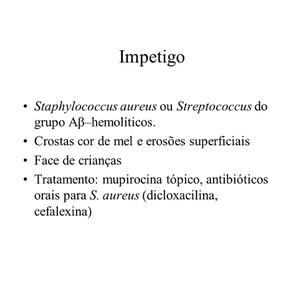 Impetigo
• Staphylococcus aureus ou Streptococcus do
grupo Aβ–hemolíticos.
• Crostas cor de mel e erosões superficiais
• Face de crianças
• Tratamento: mupirocina tópico, antibióticos
orais para S. aureus (dicloxacilina,
cefalexina)